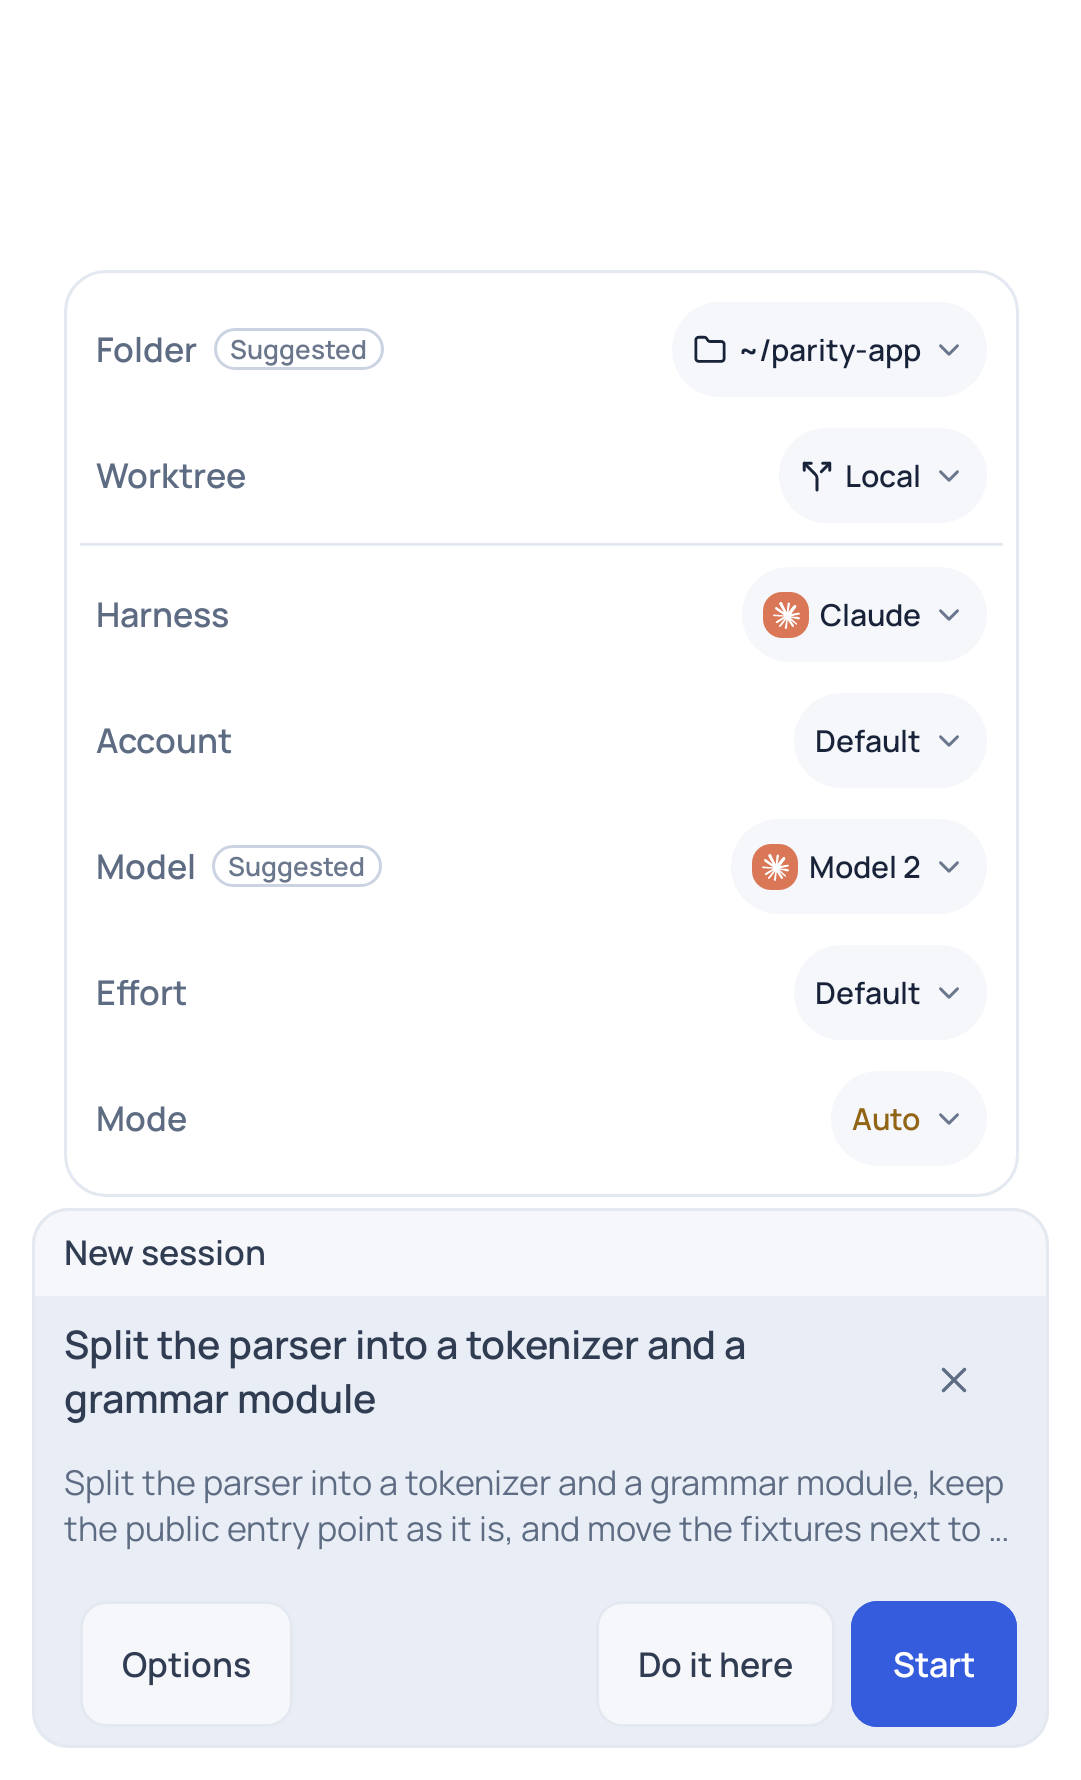 Folder Suggested ~/parity-app
Worktree Local
Harness Claude
Account Default
Model Suggested Model 2
Effort Default
Mode Auto
New session
Split the parser into a tokenizer and a
grammar module
Split the parser into a tokenizer and a grammar module, keep
the public entry point as it is, and move the fixtures next to ...
Options Do it here Start